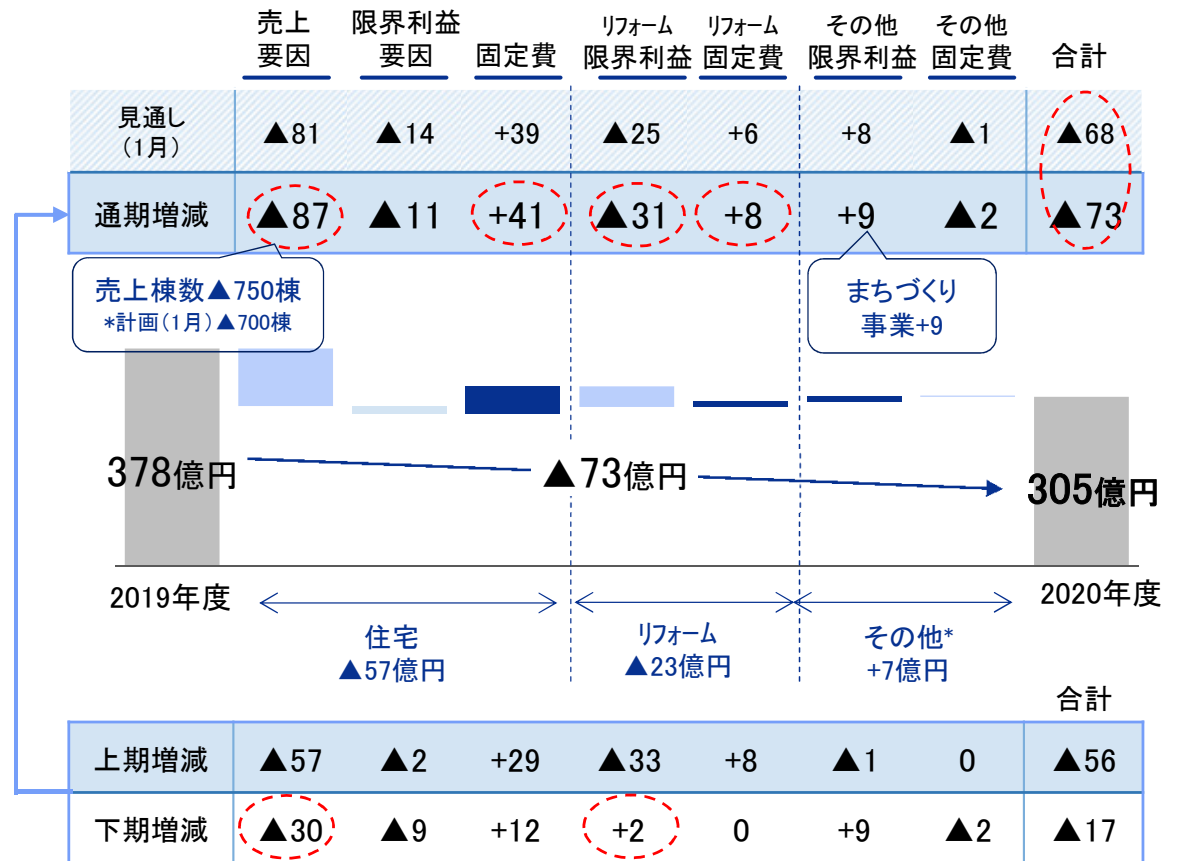 売上
要因
限界利益
要因
固定費
リフォーム
限界利益
リフォーム
固定費
その他
限界利益
その他
固定費
合計
見通し
(1月)
▲81 ▲14 +39 ▲25 +6 +8 ▲1 ▲68
通期増減 ▲87 ▲11 +41 ▲31 +8 +9 ▲2 ▲73
売上棟数▲750棟
*計画(1月)▲700棟
まちづくり
事業+9
378億円
▲73億円
305億円
2019年度
2020年度
住宅
▲57億円
リフォーム
▲23億円
その他*
+7億円
合計
上期増減 ▲57 ▲2 +29 ▲33 +8 ▲1 0 ▲56
下期増減 ▲30 ▲9 +12 +2 0 +9 ▲2 ▲17